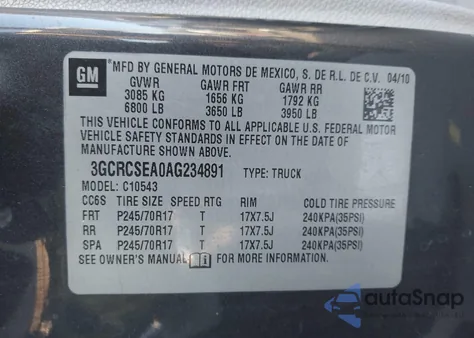 GM MFD BY GENERAL MOTORS DE MEXICO, S. DE R.L. DE C.V. 04/10
GVWR GAWR FRT GAWR RR
3085 KG 1656 KG 1792 KG
6800 LB 3650 LB 3950 LB
THIS VEHICLE CONFORMS TO ALL APPLICABLE U.S. FEDERAL MOTOR
VEHICLE SAFETY STANDARDS IN EFFECT ON THE DATE OF
MANUFACTURE SHOWN ABOVE.
3GCRCSEA0AG234891 TYPE: TRUCK
MODEL: C10543
CC6S TIRE SIZE SPEED RTG RIM COLD TIRE PRESSURE
FRT P245/70R17 T 17X7.5J 240KPA(35PSI)
RR P245/70R17 T 17X7.5J 240KPA(35PSI)
SPA P245/70R17 T 17X7.5J 240KPA(35PSI)
SEE OWNER'S MANUAL FOR MORE INFORMATION.
autoSnap